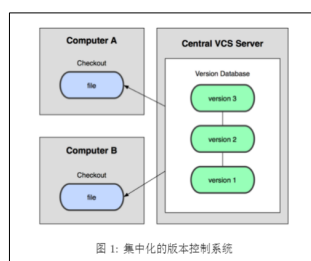 Computer A
Checkout
file
Computer B
Checkout
file
Central VCS Server
Version Database
version 3
version 2
version 1
图 1: 集中化的版本控制系统